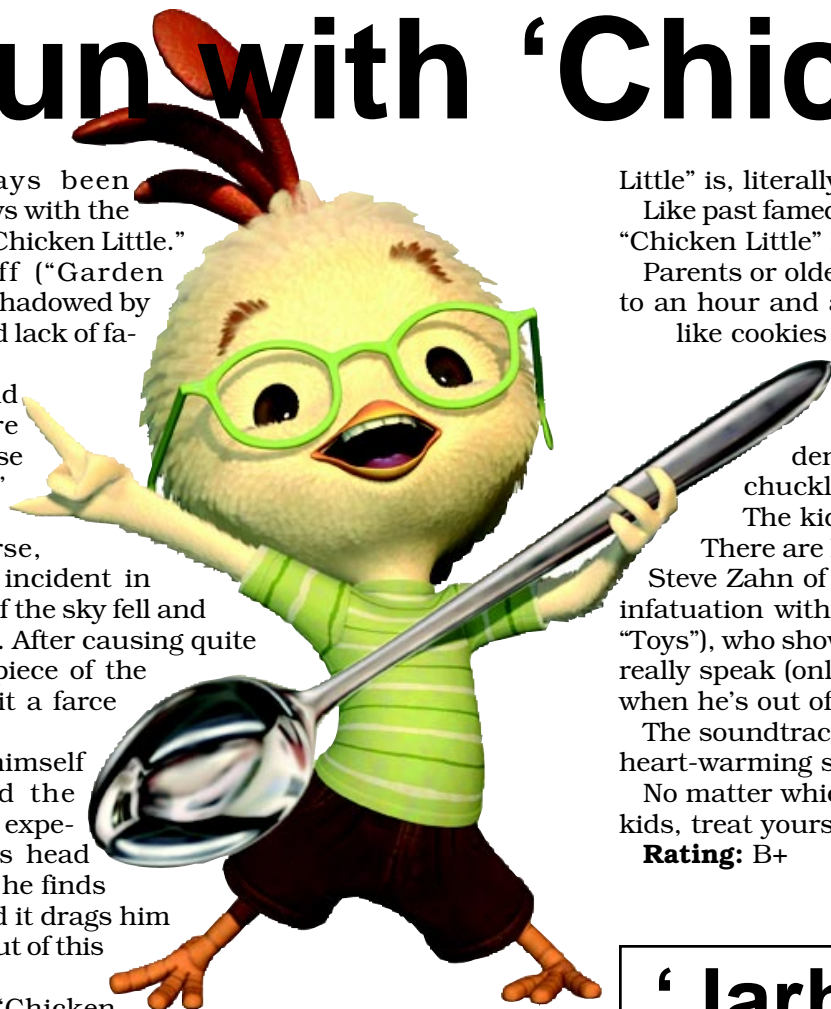 un with ‘Chic
ays been
ws with the
Chicken Little.”
ff (“Garden
hadowed by
d lack of fa-
d
re
se
”
rse,
incident in
f the sky fell and
. After causing quite
piece of the
it a farce
himself
d the
expe-
s head
he finds
d it drags him
ut of this
“Chicken
Little” is, literally
Like past famed
“Chicken Little”
Parents or olde
to an hour and a
like cookies
den
chuckl
The kid
There are
Steve Zahn of
infatuation with
“Toys”), who show
really speak (onl
when he’s out of
The soundtrac
heart-warming s
No matter whic
kids, treat yours
Rating: B+
‘Jarh